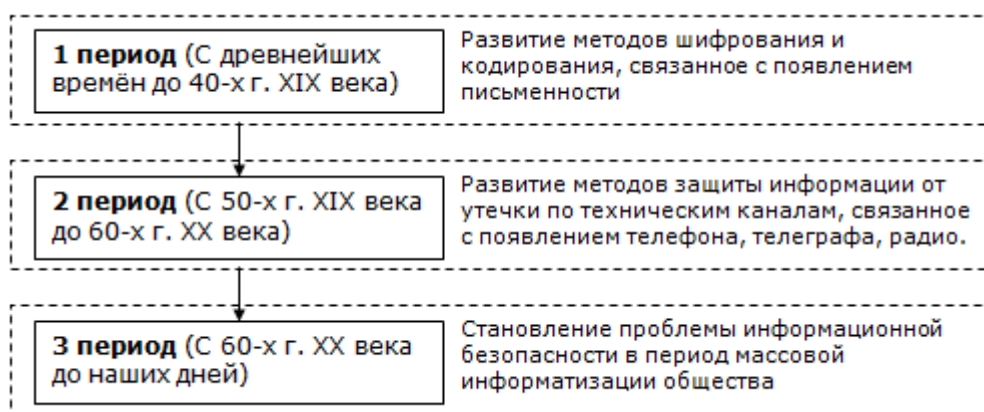 1 период (С древнейших
времён до 40-х г. XIX века)
Развитие методов шифрования и
кодирования, связанное с появлением
письменности
2 период (С 50-х г. XIX века
до 60-х г. XX века)
Развитие методов защиты информации от
утечки по техническим каналам, связанное
с появлением телефона, телеграфа, радио.
3 период (С 60-х г. XX века
до наших дней)
Становление проблемы информационной
безопасности в период массовой
информатизации общества